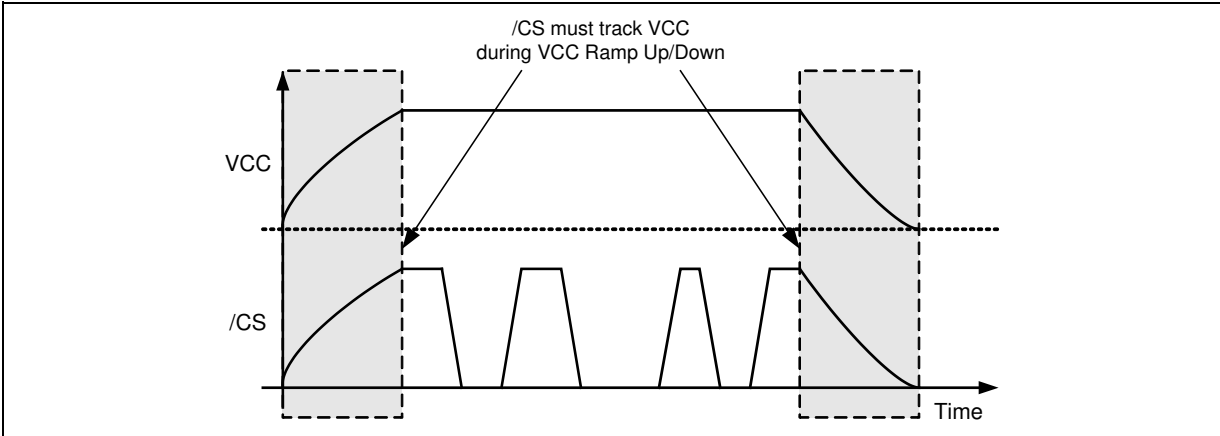 /CS must track VCC
during VCC Ramp Up/Down
VCC
/CS
Time